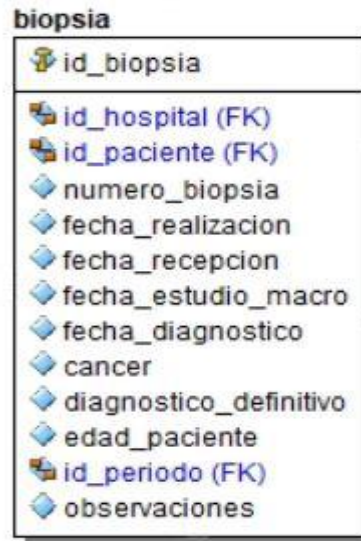 biopsia
id_biopsia
id_hospital (FK)
id_paciente (FK)
numero_biopsia
fecha_realizacion
fecha_recepcion
fecha_estudio_macro
fecha_diagnostico
cancer
diagnostico_definitivo
edad_paciente
id_periodo (FK)
observaciones